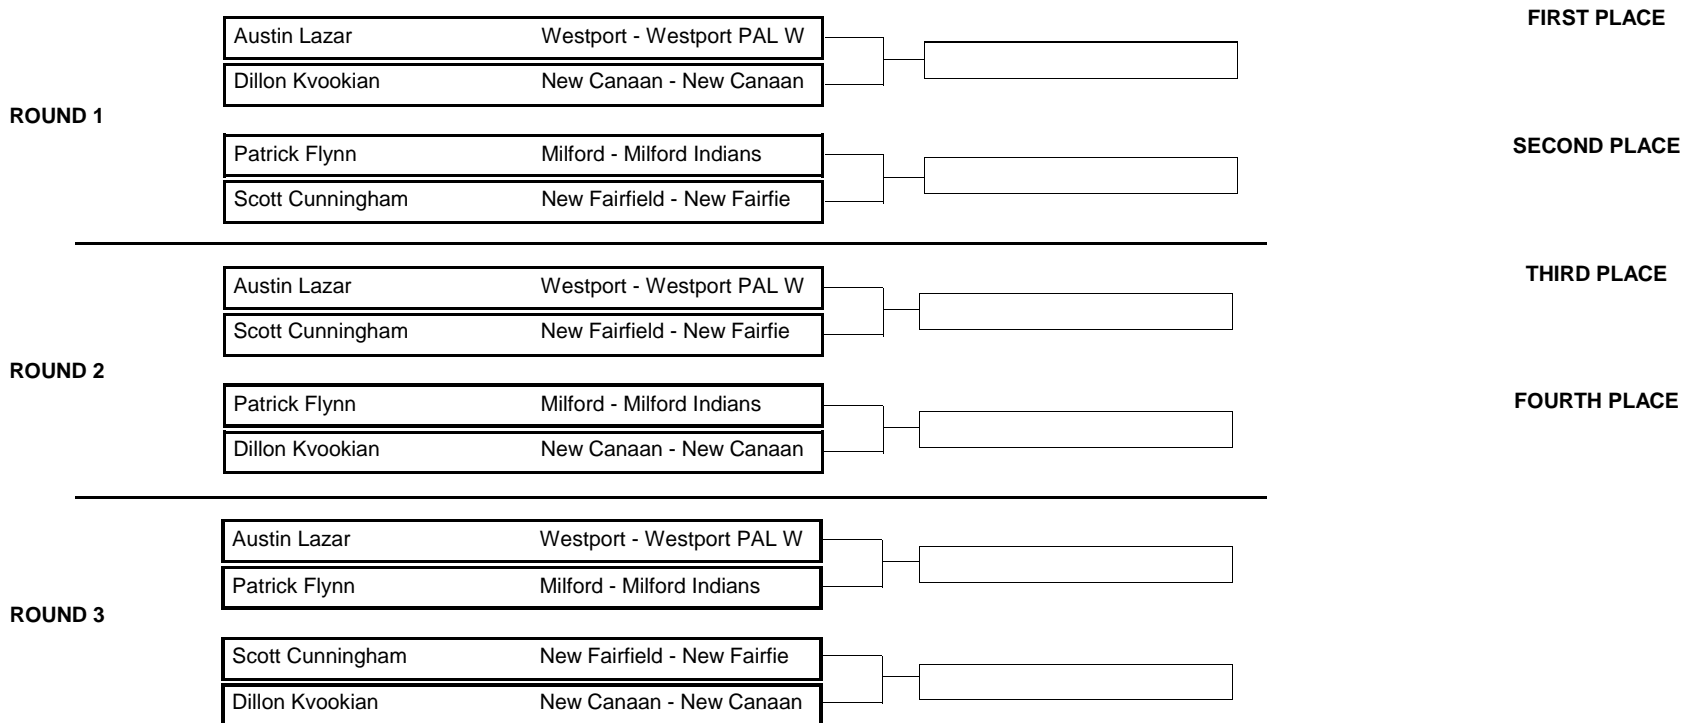 FIRST PLACE
Austin Lazar Westport - Westport PAL W
Dillon Kvookian New Canaan - New Canaan
ROUND 1
Patrick Flynn Milford - Milford Indians
SECOND PLACE
Scott Cunningham New Fairfield - New Fairfie
Austin Lazar Westport - Westport PAL W
THIRD PLACE
Scott Cunningham New Fairfield - New Fairfie
ROUND 2
Patrick Flynn Milford - Milford Indians
FOURTH PLACE
Dillon Kvookian New Canaan - New Canaan
Austin Lazar Westport - Westport PAL W
Patrick Flynn Milford - Milford Indians
ROUND 3
Scott Cunningham New Fairfield - New Fairfie
Dillon Kvookian New Canaan - New Canaan